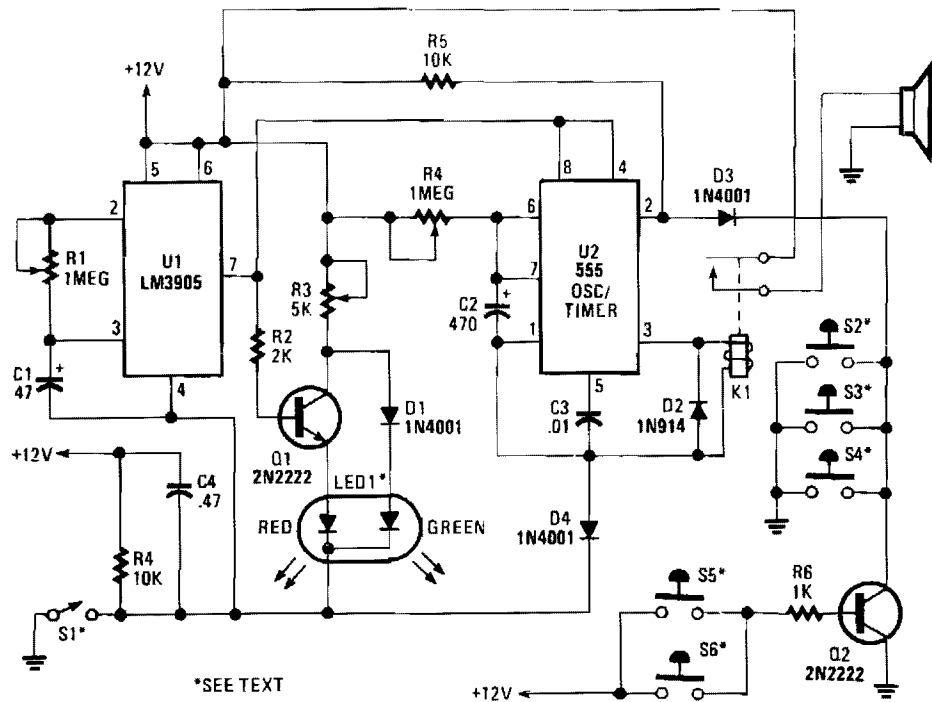 R5
10K
+12V
5
6
8
4
R4
1MEG
D3
1N4001
2
6
2
R1
1MEG
U1
LM3905
7
U2
555
OSC/
TIMER
7
R3
5K
C2
470
+
3
R2
2K
1
3
S2*
C1
47
+
4
D1
1N4001
5
K1
C3
.01
D2
1N914
S3*
+12V
Q1
2N2222
S4*
C4
.47
LED1*
RED
GREEN
D4
1N4001
R4
10K
S5*
R6
1K
S1*
S6*
Q2
2N2222
*SEE TEXT
+12V